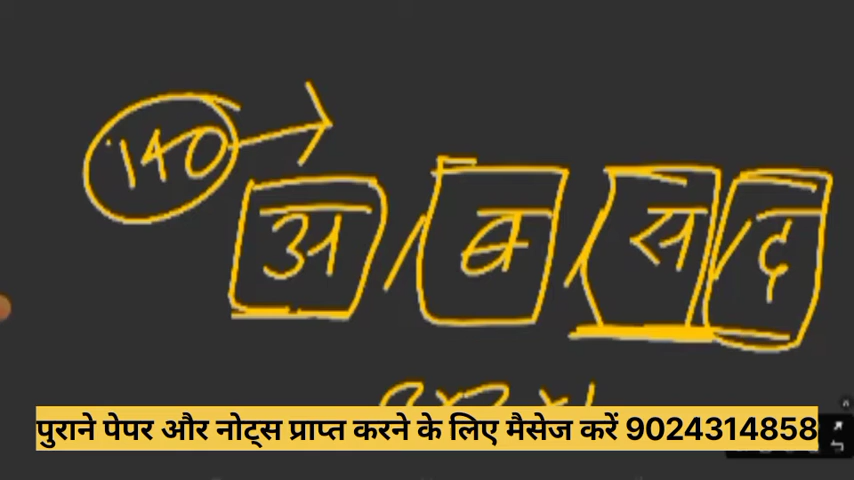 140 →
अ / ब / स / द
पुराने पेपर और नोट्स प्राप्त करने के लिए मैसेज करें 9024314858